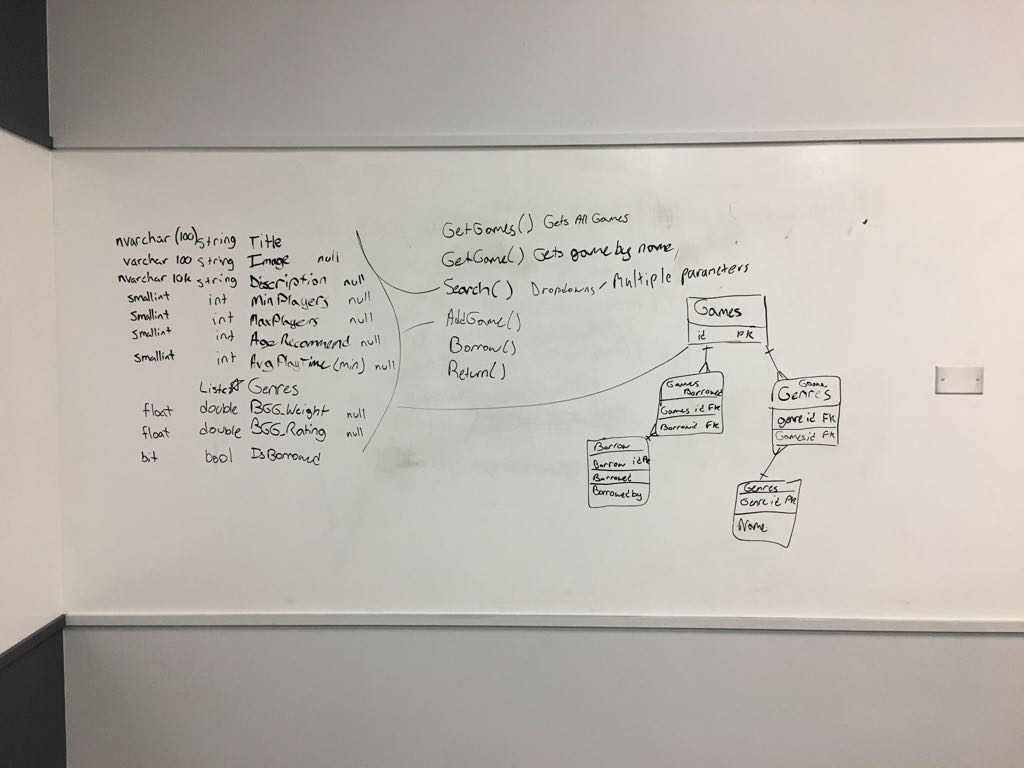 nvarchar (100) string Title
varchar 100 string Image null
nvarchar 10k string Discription null
smallint int MinPlayers null
smallint int MaxPlayers null
smallint int Age Recommend null
smallint int Avg PlayTime (min) null
Genres
float double BGG_Weight null
float double BGG_Rating null
bit bool IsBorrowed
GetGames() Gets All Games
GetGame() Gets game by name,
Search() Dropdowns / Multiple parameters
AddGame()
Borrow()
Return()
Games
id PK
Games
Borrowed
Games id FK
Borrow id FK
Borrow
Borrow id PK
Borrowed
Borrowed by
Game
Genres
genre id FK
Games id FK
Genres
Genre id PK
Name